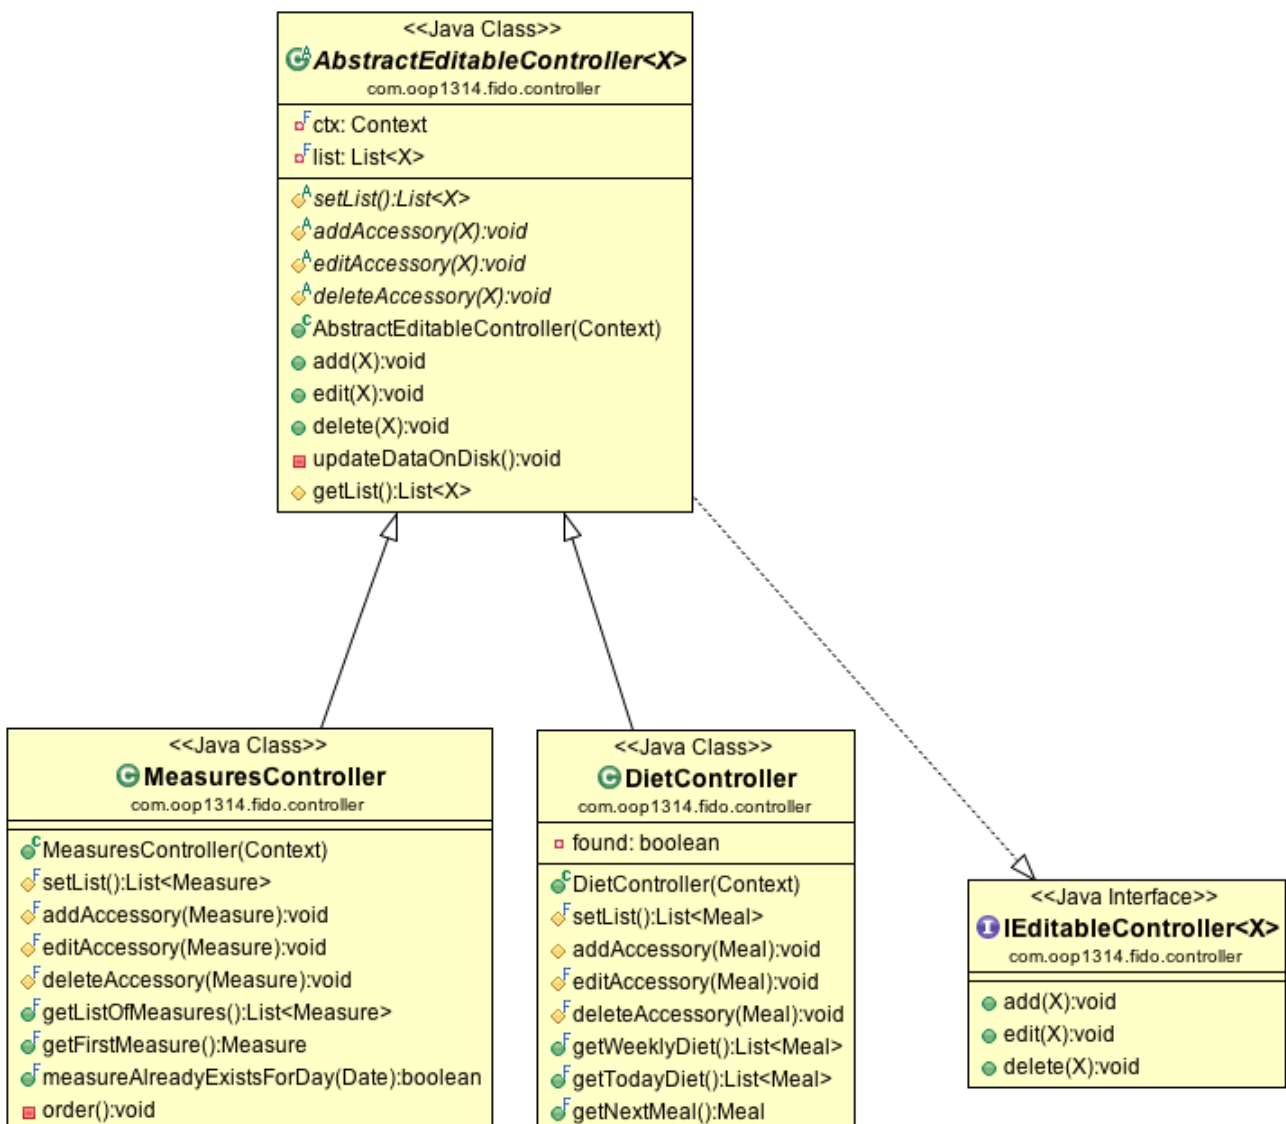 <<Java Class>>
AbstractEditableController<X>
com.oop1314.fido.controller
ctx: Context
list: List<X>
setList():List<X>
addAccessory(X):void
editAccessory(X):void
deleteAccessory(X):void
AbstractEditableController(Context)
add(X):void
edit(X):void
delete(X):void
updateDataOnDisk():void
getList():List<X>
<<Java Class>>
MeasuresController
com.oop1314.fido.controller
MeasuresController(Context)
setList():List<Measure>
addAccessory(Measure):void
editAccessory(Measure):void
deleteAccessory(Measure):void
getListOfMeasures():List<Measure>
getFirstMeasure():Measure
measureAlreadyExistsForDay(Date):boolean
order():void
<<Java Class>>
DietController
com.oop1314.fido.controller
found: boolean
DietController(Context)
setList():List<Meal>
addAccessory(Meal):void
editAccessory(Meal):void
deleteAccessory(Meal):void
getWeeklyDiet():List<Meal>
getTodayDiet():List<Meal>
getNextMeal():Meal
<<Java Interface>>
IEditableController<X>
com.oop1314.fido.controller
add(X):void
edit(X):void
delete(X):void